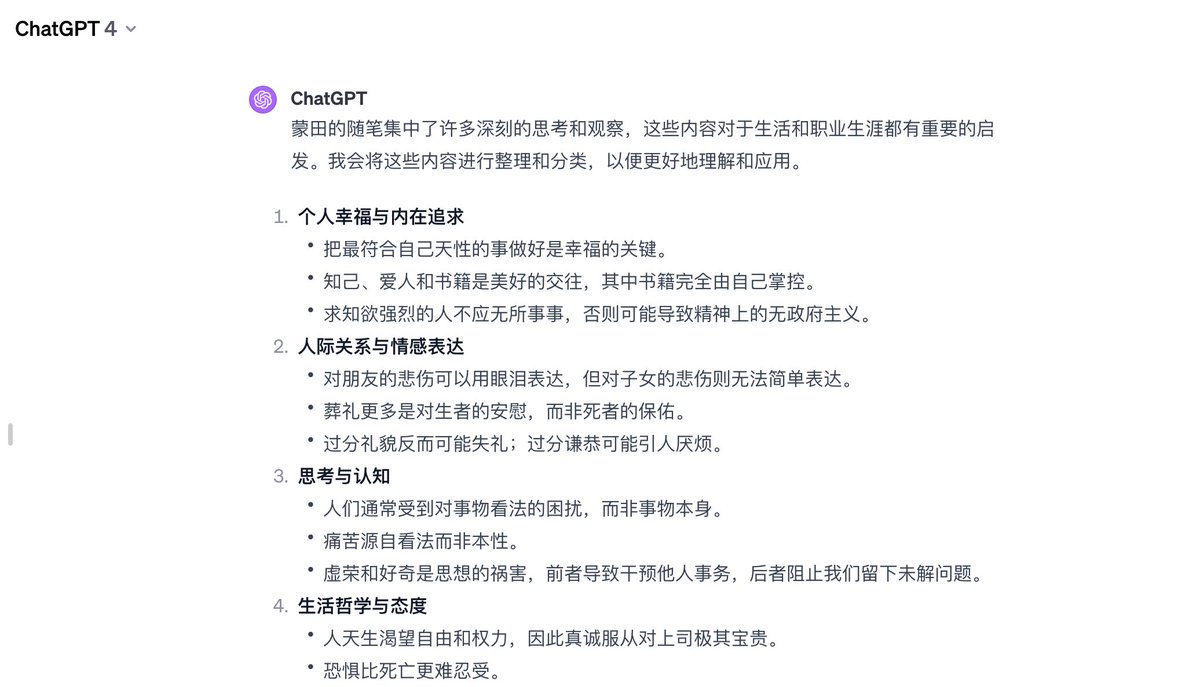 ChatGPT 4
ChatGPT
蒙田的随笔集中了许多深刻的思考和观察，这些内容对于生活和职业生涯都有重要的启
发。我会将这些内容进行整理和分类，以便更好地理解和应用。
1. 个人幸福与内在追求
• 把最符合自己天性的事做好是幸福的关键。
• 知己、爱人和书籍是美好的交往，其中书籍完全由自己掌控。
• 求知欲强烈的人不应无所事事，否则可能导致精神上的无政府主义。
2. 人际关系与情感表达
• 对朋友的悲伤可以用眼泪表达，但对子女的悲伤则无法简单表达。
• 葬礼更多是对生者的安慰，而非死者的保佑。
• 过分礼貌反而可能失礼；过分谦恭可能引人厌烦。
3. 思考与认知
• 人们通常受到对事物看法的困扰，而非事物本身。
• 痛苦源自看法而非本性。
• 虚荣和好奇是思想的祸害，前者导致干预他人事务，后者阻止我们留下未解问题。
4. 生活哲学与态度
• 人天生渴望自由和权力，因此真诚服从对上司极其宝贵。
• 恐惧比死亡更难忍受。